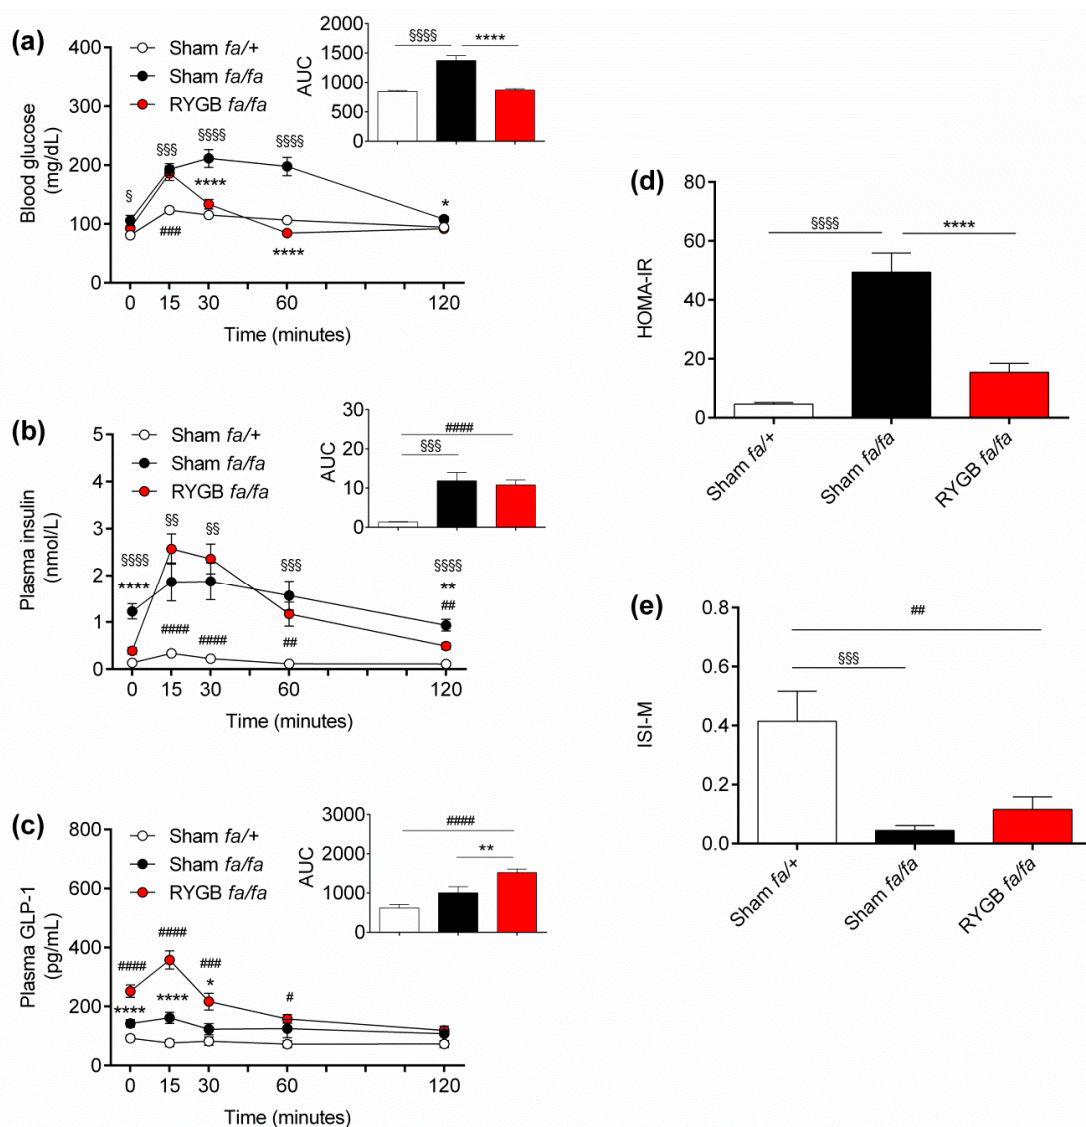 (a)
Sham fa/+
Sham fa/fa
RYGB fa/fa
400
300
200
100
0
Blood glucose
(mg/dL)
§
§§§
§§§§
§§§§
****
*
###
****
0 15 30 60 120
Time (minutes)
2000
1500
1000
500
0
AUC
§§§§ ****
(b)
Sham fa/+
Sham fa/fa
RYGB fa/fa
5
4
3
2
1
0
Plasma insulin
(nmol/L)
§§§§
****
§§
§§
§§§
§§§§
**
##
####
####
##
0 15 30 60 120
Time (minutes)
30
20
10
0
AUC
####
§§§
(c)
Sham fa/+
Sham fa/fa
RYGB fa/fa
800
600
400
200
0
Plasma GLP-1
(pg/mL)
####
****
####
****
###
*
#
0 15 30 60 120
Time (minutes)
3000
2000
1000
0
AUC
####
**
(d)
80
60
40
20
0
HOMA-IR
§§§§ ****
Sham fa/+
Sham fa/fa
RYGB fa/fa
(e)
0.8
0.6
0.4
0.2
0.0
ISI-M
##
§§§
Sham fa/+
Sham fa/fa
RYGB fa/fa